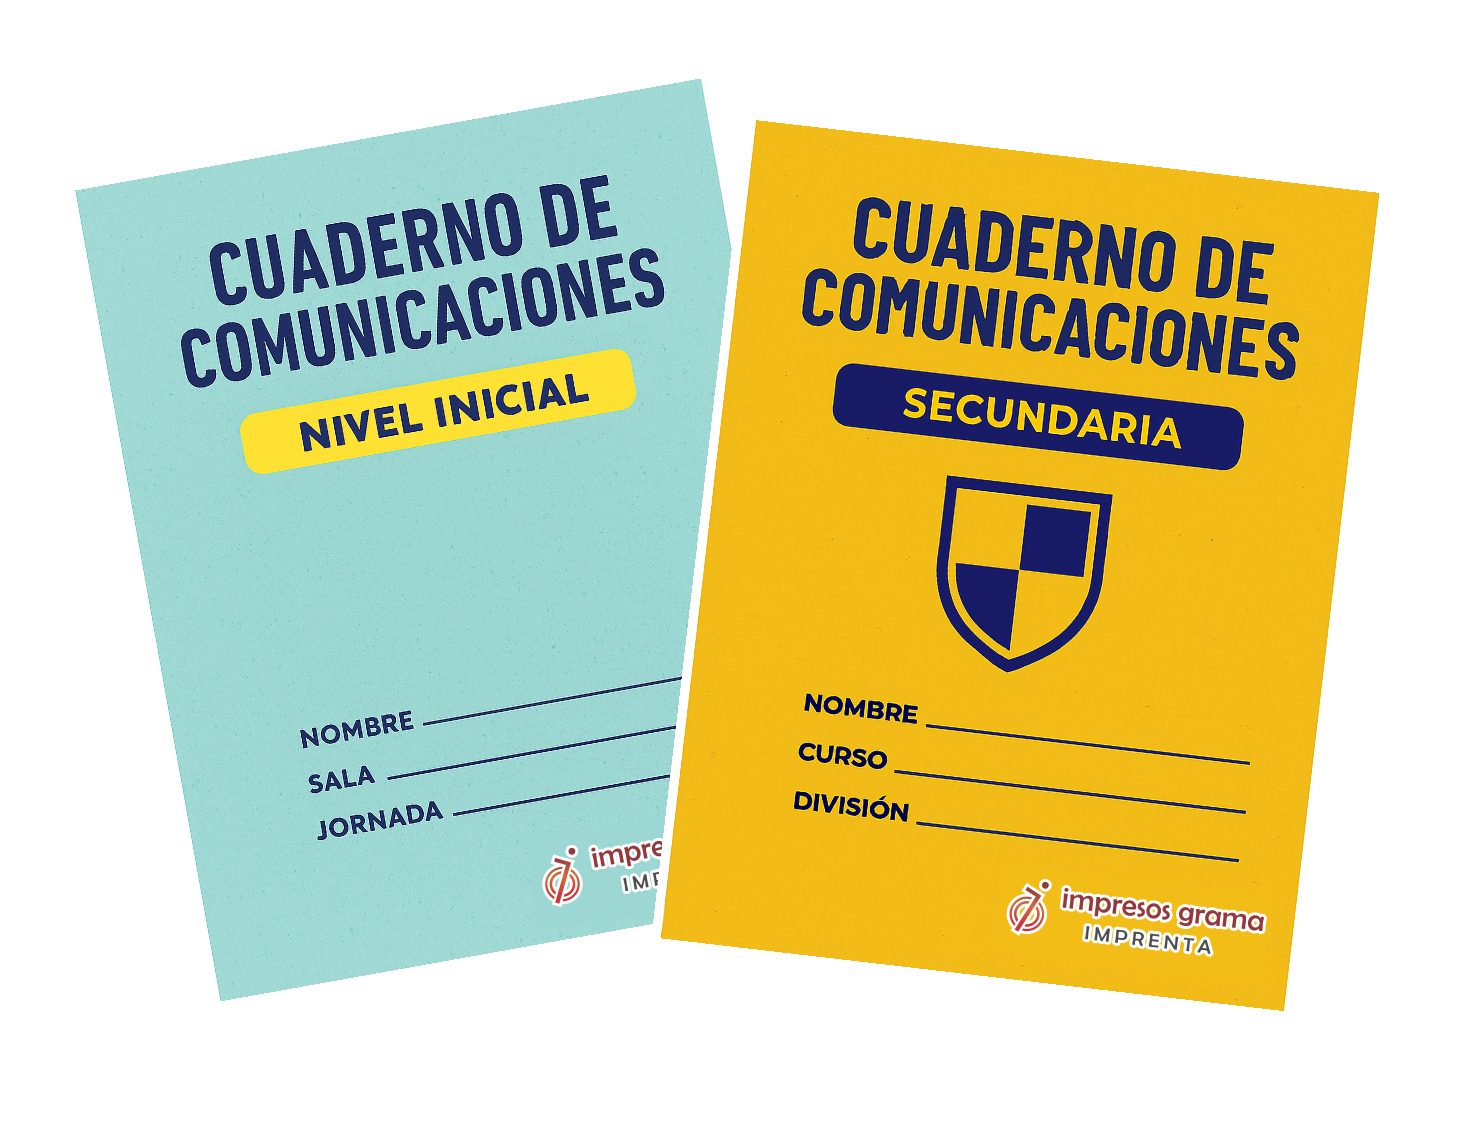 CUADERNO DE
COMUNICACIONES
NIVEL INICIAL
NOMBRE
SALA
JORNADA
CUADERNO DE
COMUNICACIONES
SECUNDARIA
NOMBRE
CURSO
DIVISIÓN
impresos grama
IMPRENTA